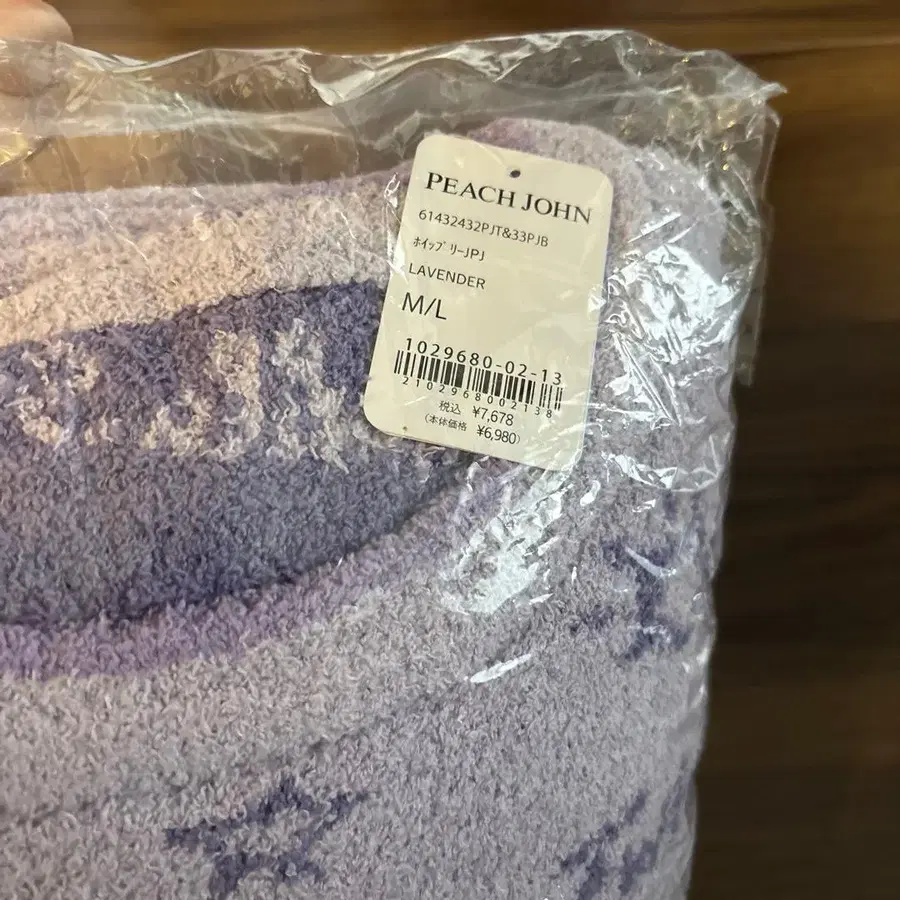 PEACH JOHN
61432432PJT&33PJB
ﾎｲｯﾌﾟﾘｰJPJ
LAVENDER
M/L
1029680-02-13
2102968002138
税込 ¥7,678
(本体価格 ¥6,980)